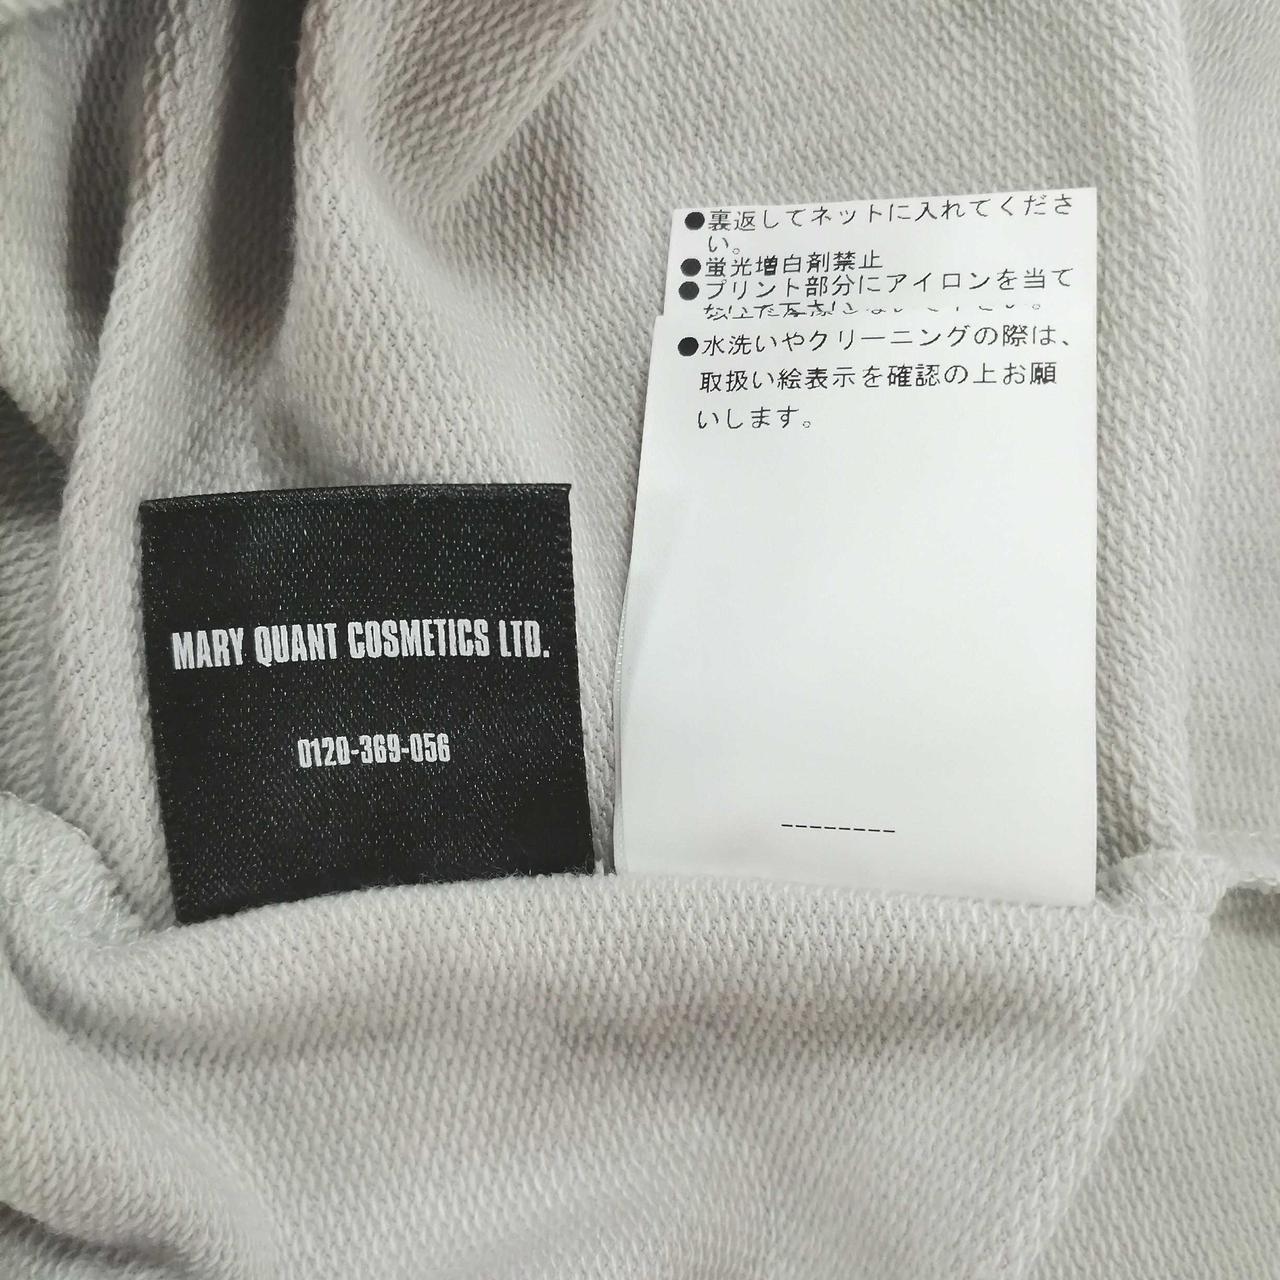 ●裏返してネットに入れてくださ
い。
●蛍光増白剤禁止
●プリント部分にアイロンを当て
●水洗いやクリーニングの際は、
取扱い絵表示を確認の上お願
いします。
--------
MARY QUANT COSMETICS LTD.
0120-369-056